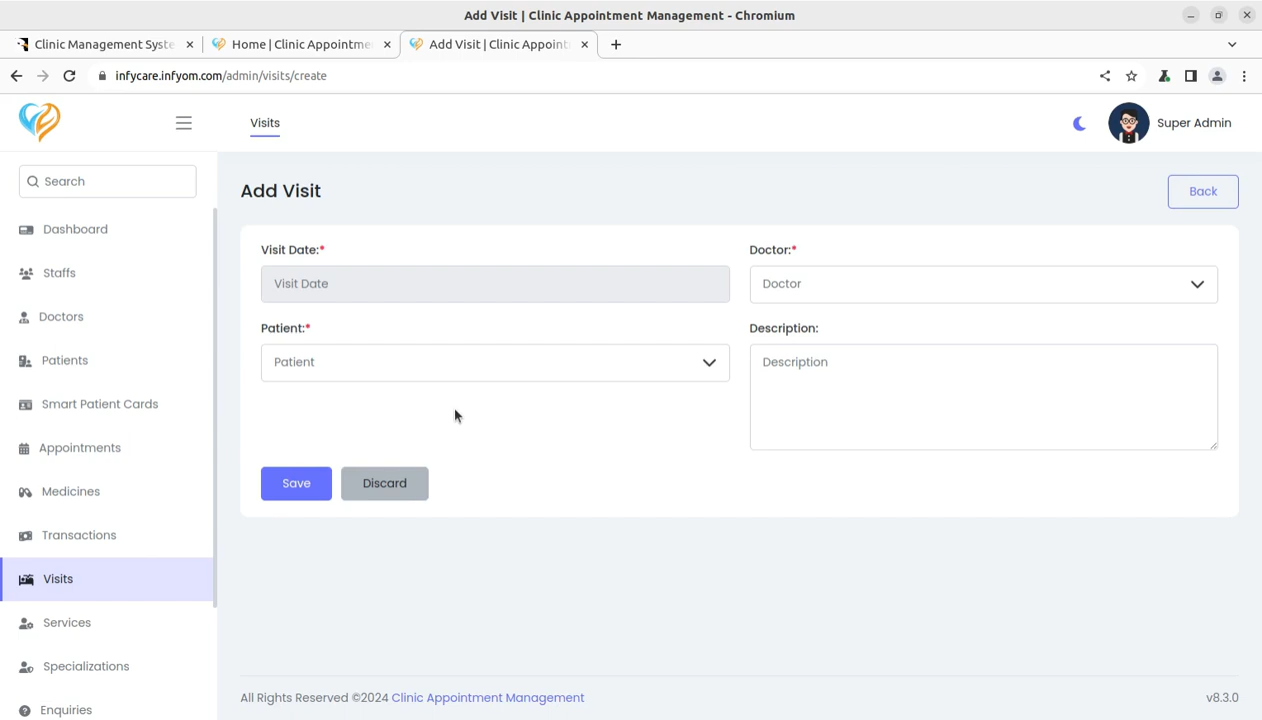 Add Visit | Clinic Appointment Management - Chromium
Clinic Management Syste
Home | Clinic Appointme
Add Visit | Clinic Appoint
infycare.infyom.com/admin/visits/create
Visits
Super Admin
Search
Dashboard
Staffs
Doctors
Patients
Smart Patient Cards
Appointments
Medicines
Transactions
Visits
Services
Specializations
Enquiries
Add Visit
Back
Visit Date:*
Doctor:*
Visit Date
Doctor
Patient:*
Description:
Patient
Description
Save
Discard
All Rights Reserved ©2024 Clinic Appointment Management
v8.3.0